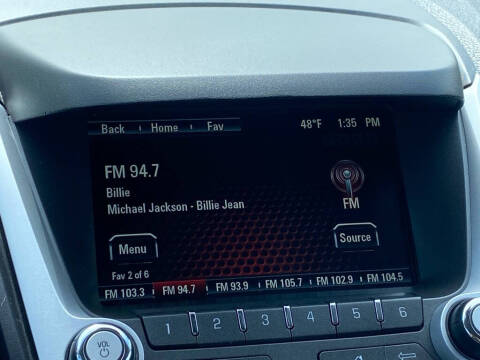 Back Home Fav 48°F 1:35 PM
FM 94.7
Billie
Michael Jackson - Billie Jean
FM
Menu Source
Fav 2 of 6
FM 103.3 FM 94.7 FM 93.9 FM 105.7 FM 102.9 FM 104.5
1 2 3 4 5 6
VOL